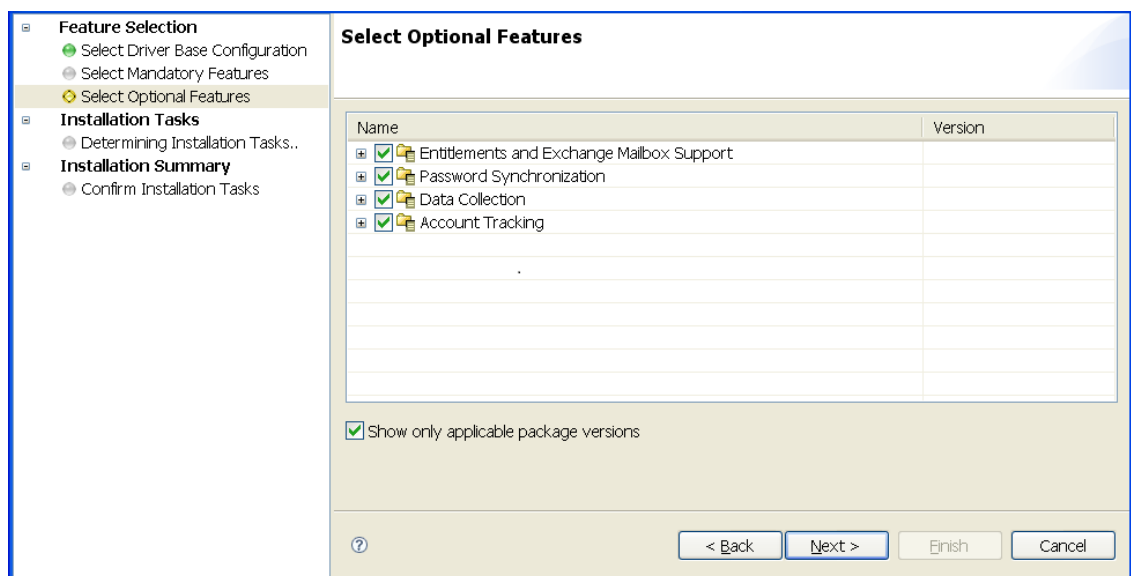 Feature Selection
Select Driver Base Configuration
Select Mandatory Features
Select Optional Features
Installation Tasks
Determining Installation Tasks..
Installation Summary
Confirm Installation Tasks
Select Optional Features
Name Version
Entitlements and Exchange Mailbox Support
Password Synchronization
Data Collection
Account Tracking
Show only applicable package versions
< Back Next > Finish Cancel